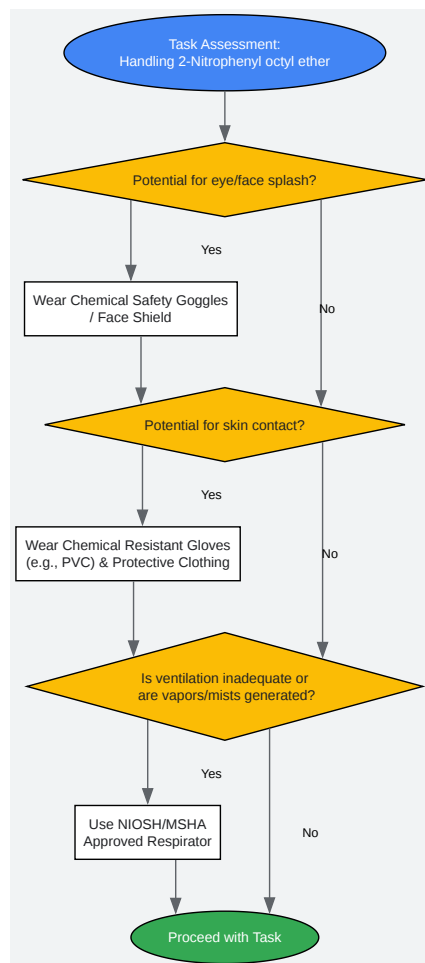 Task Assessment:
Handling 2-Nitrophenyl octyl ether
Potential for eye/face splash?
Yes
Wear Chemical Safety Goggles
/ Face Shield
No
Potential for skin contact?
Yes
Wear Chemical Resistant Gloves
(e.g., PVC) & Protective Clothing
No
Is ventilation inadequate or
are vapors/mists generated?
Yes
Use NIOSH/MSHA
Approved Respirator
No
Proceed with Task